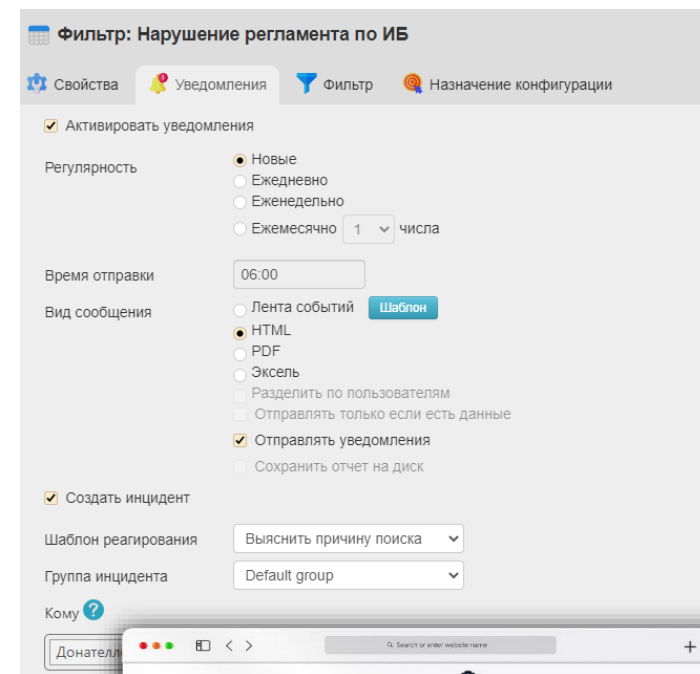 Фильтр: Нарушение регламента по ИБ
Свойства Уведомления Фильтр Назначение конфигурации
Активировать уведомления
Регулярность
Новые
Ежедневно
Еженедельно
Ежемесячно 1 числа
Время отправки 06:00
Вид сообщения
Лента событий Шаблон
HTML
PDF
Эксель
Разделить по пользователям
Отправлять только если есть данные
Отправлять уведомления
Сохранить отчет на диск
Создать инцидент
Шаблон реагирования Выяснить причину поиска
Группа инцидента Default group
Кому ?
Search or enter website name